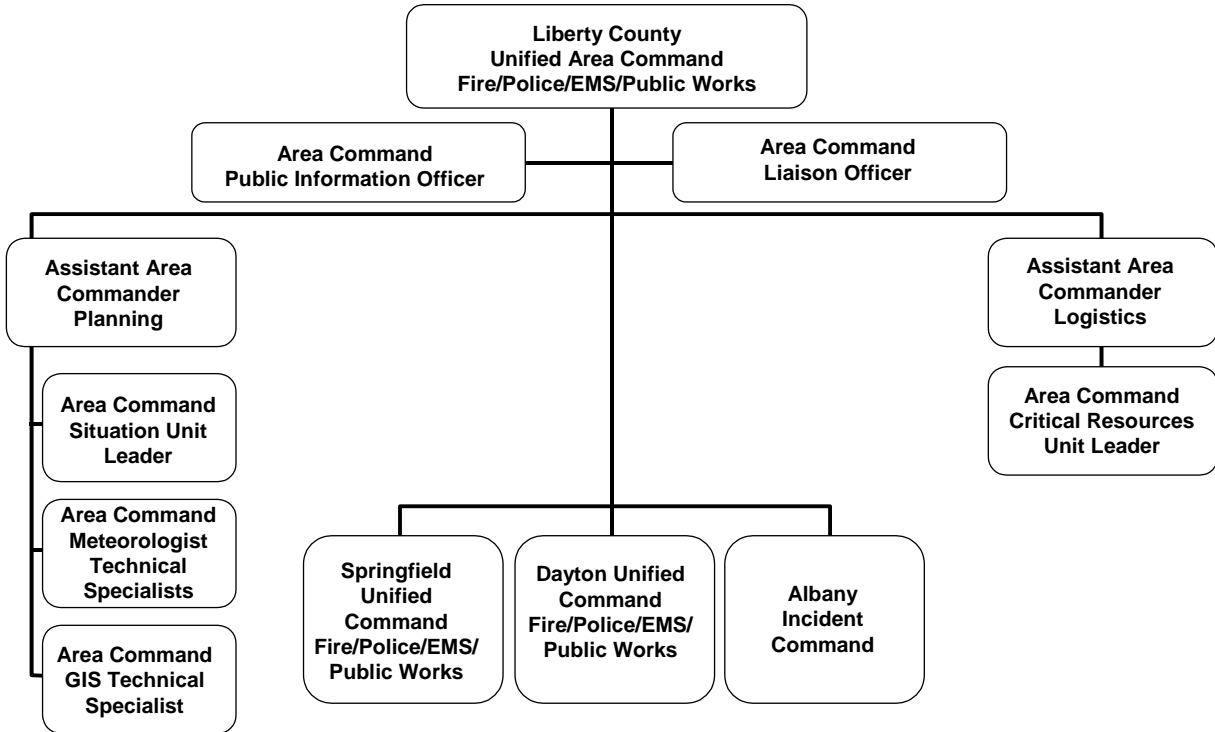 Liberty County
Unified Area Command
Fire/Police/EMS/Public Works
Area Command
Public Information Officer
Area Command
Liaison Officer
Assistant Area
Commander
Planning
Assistant Area
Commander
Logistics
Area Command
Situation Unit
Leader
Area Command
Critical Resources
Unit Leader
Area Command
Meteorologist
Technical
Specialists
Springfield
Unified
Command
Fire/Police/EMS/
Public Works
Dayton Unified
Command
Fire/Police/EMS/
Public Works
Albany
Incident
Command
Area Command
GIS Technical
Specialist